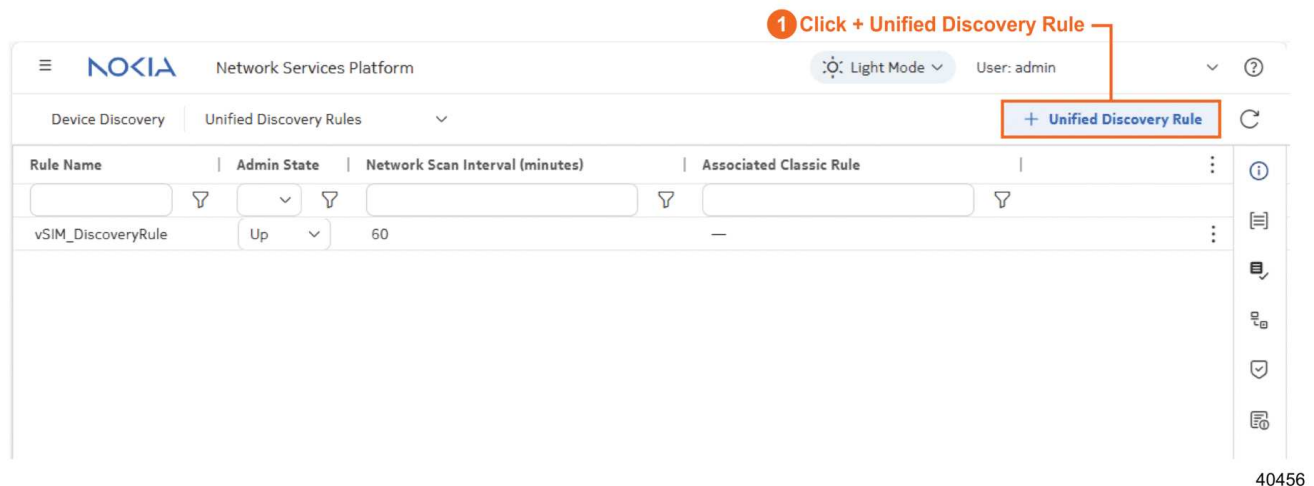 1 Click + Unified Discovery Rule
NOKIA Network Services Platform Light Mode User: admin
Device Discovery Unified Discovery Rules + Unified Discovery Rule
Rule Name Admin State Network Scan Interval (minutes) Associated Classic Rule
vSIM_DiscoveryRule Up 60 —
40456